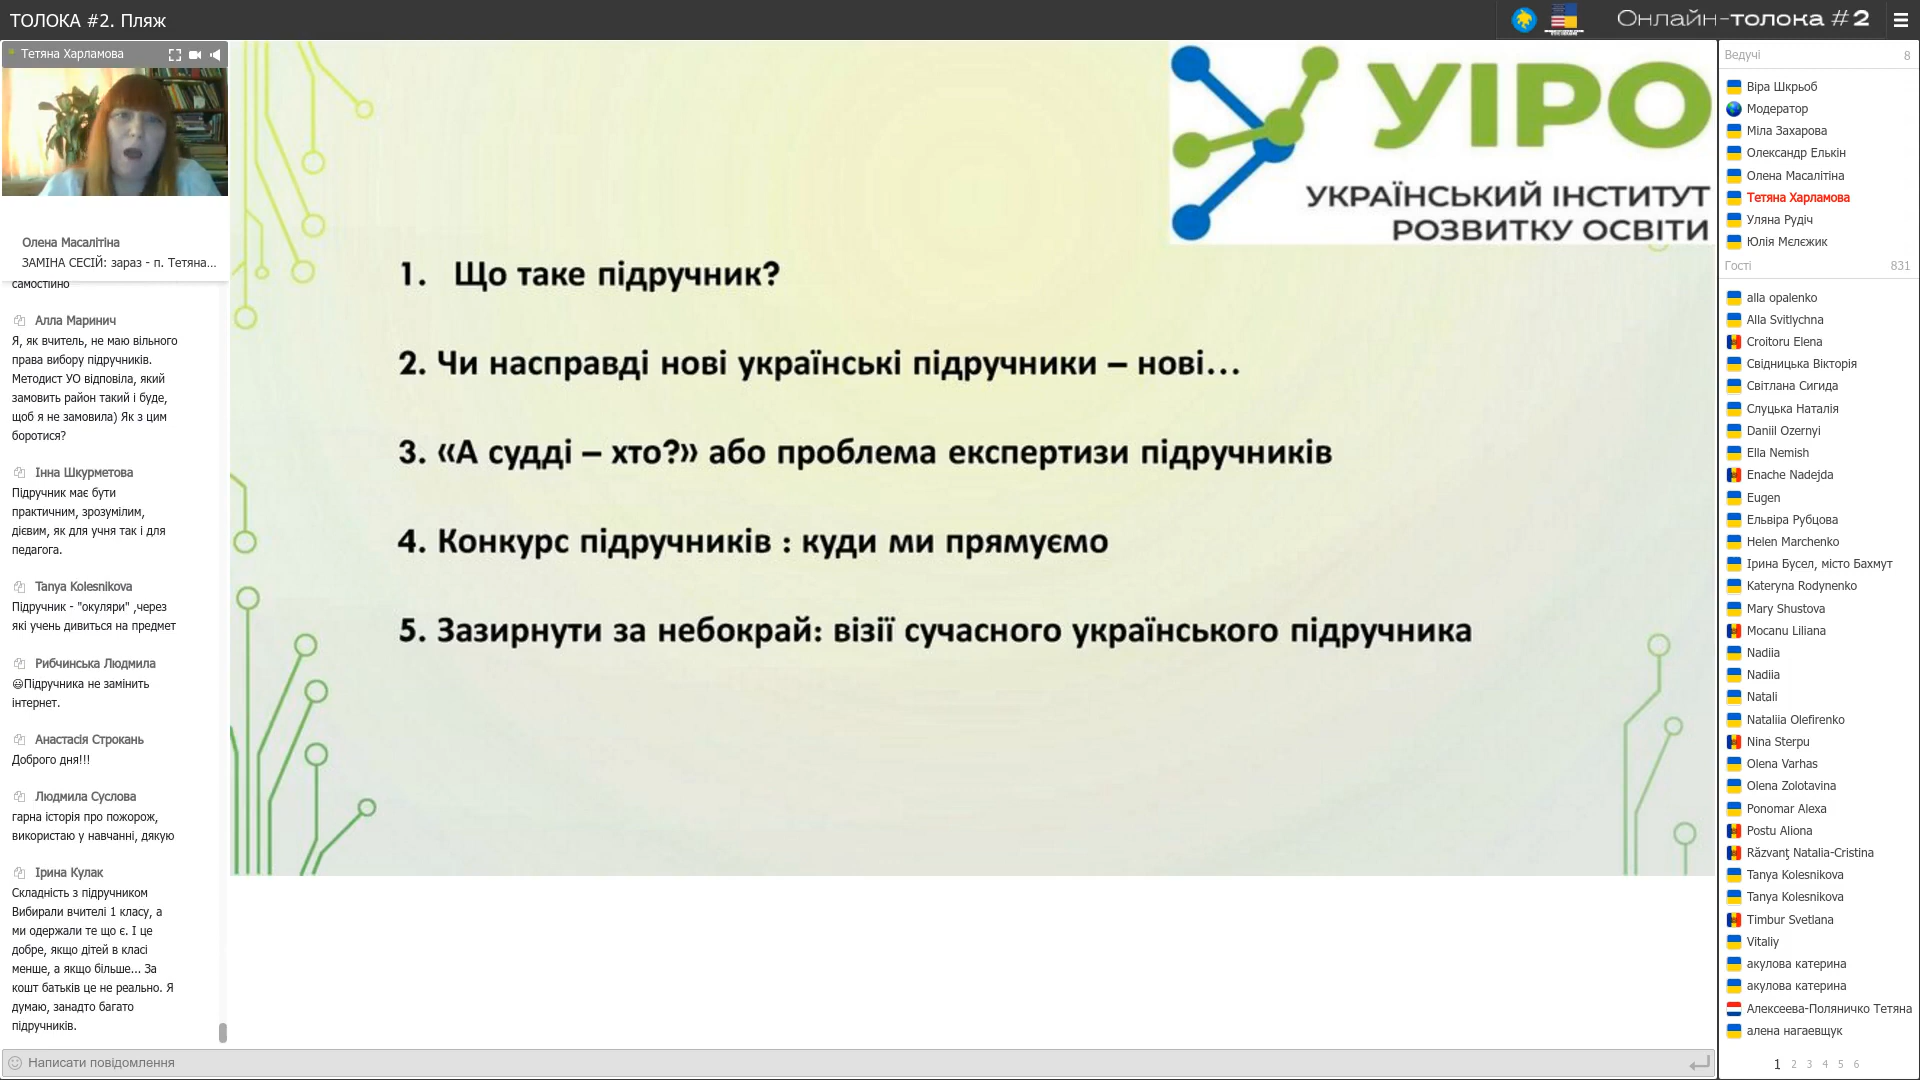 ТОЛОКА #2. Пляж
Онлайн-толока #2
Тетяна Харламова
Олена Масалітіна
ЗАМІНА СЕСІЙ: зараз - п. Тетяна...
самостійно
Алла Маринич
Я, як вчитель, не маю вільного
права вибору підручників.
Методист УО відповіла, який
замовить район такий і буде,
щоб я не замовила) Як з цим
боротися?
Інна Шкурметова
Підручник має бути
практичним, зрозумілим,
дієвим, як для учня так і для
педагога.
Tanya Kolesnikova
Підручник - "окуляри" ,через
які учень дивиться на предмет
Рибчинська Людмила
😃Підручника не замінить
інтернет.
Анастасія Строкань
Доброго дня!!!
Людмила Суслова
гарна історія про пожорож,
використаю у навчанні, дякую
Ірина Кулак
Складність з підручником
Вибирали вчителі 1 класу, а
ми одержали те що є. І це
добре, якщо дітей в класі
менше, а якщо більше... За
кошт батьків це не реально. Я
думаю, занадто багато
підручників.
Написати повідомлення
УІРО
УКРАЇНСЬКИЙ ІНСТИТУТ
РОЗВИТКУ ОСВІТИ
1. Що таке підручник?
2. Чи насправді нові українські підручники – нові...
3. «А судді – хто?» або проблема експертизи підручників
4. Конкурс підручників : куди ми прямуємо
5. Зазирнути за небокрай: візії сучасного українського підручника
Ведучі 8
Віра Шкрьоб
Модератор
Міла Захарова
Олександр Елькін
Олена Масалітіна
Тетяна Харламова
Уляна Рудіч
Юлія Мєлєжик
Гості 831
alla opalenko
Alla Svitlychna
Croitoru Elena
Свідницька Вікторія
Світлана Сигида
Слуцька Наталія
Daniil Ozernyi
Ella Nemish
Enache Nadejda
Eugen
Ельвіра Рубцова
Helen Marchenko
Ірина Бусел, місто Бахмут
Kateryna Rodynenko
Mary Shustova
Mocanu Liliana
Nadiia
Nadiia
Natali
Nataliia Olefirenko
Nina Sterpu
Olena Varhas
Olena Zolotavina
Ponomar Alexa
Postu Aliona
Răzvanţ Natalia-Cristina
Tanya Kolesnikova
Tanya Kolesnikova
Timbur Svetlana
Vitaliy
акулова катерина
акулова катерина
Алексеева-Поляничко Тетяна
алена нагаевщук
1 2 3 4 5 6